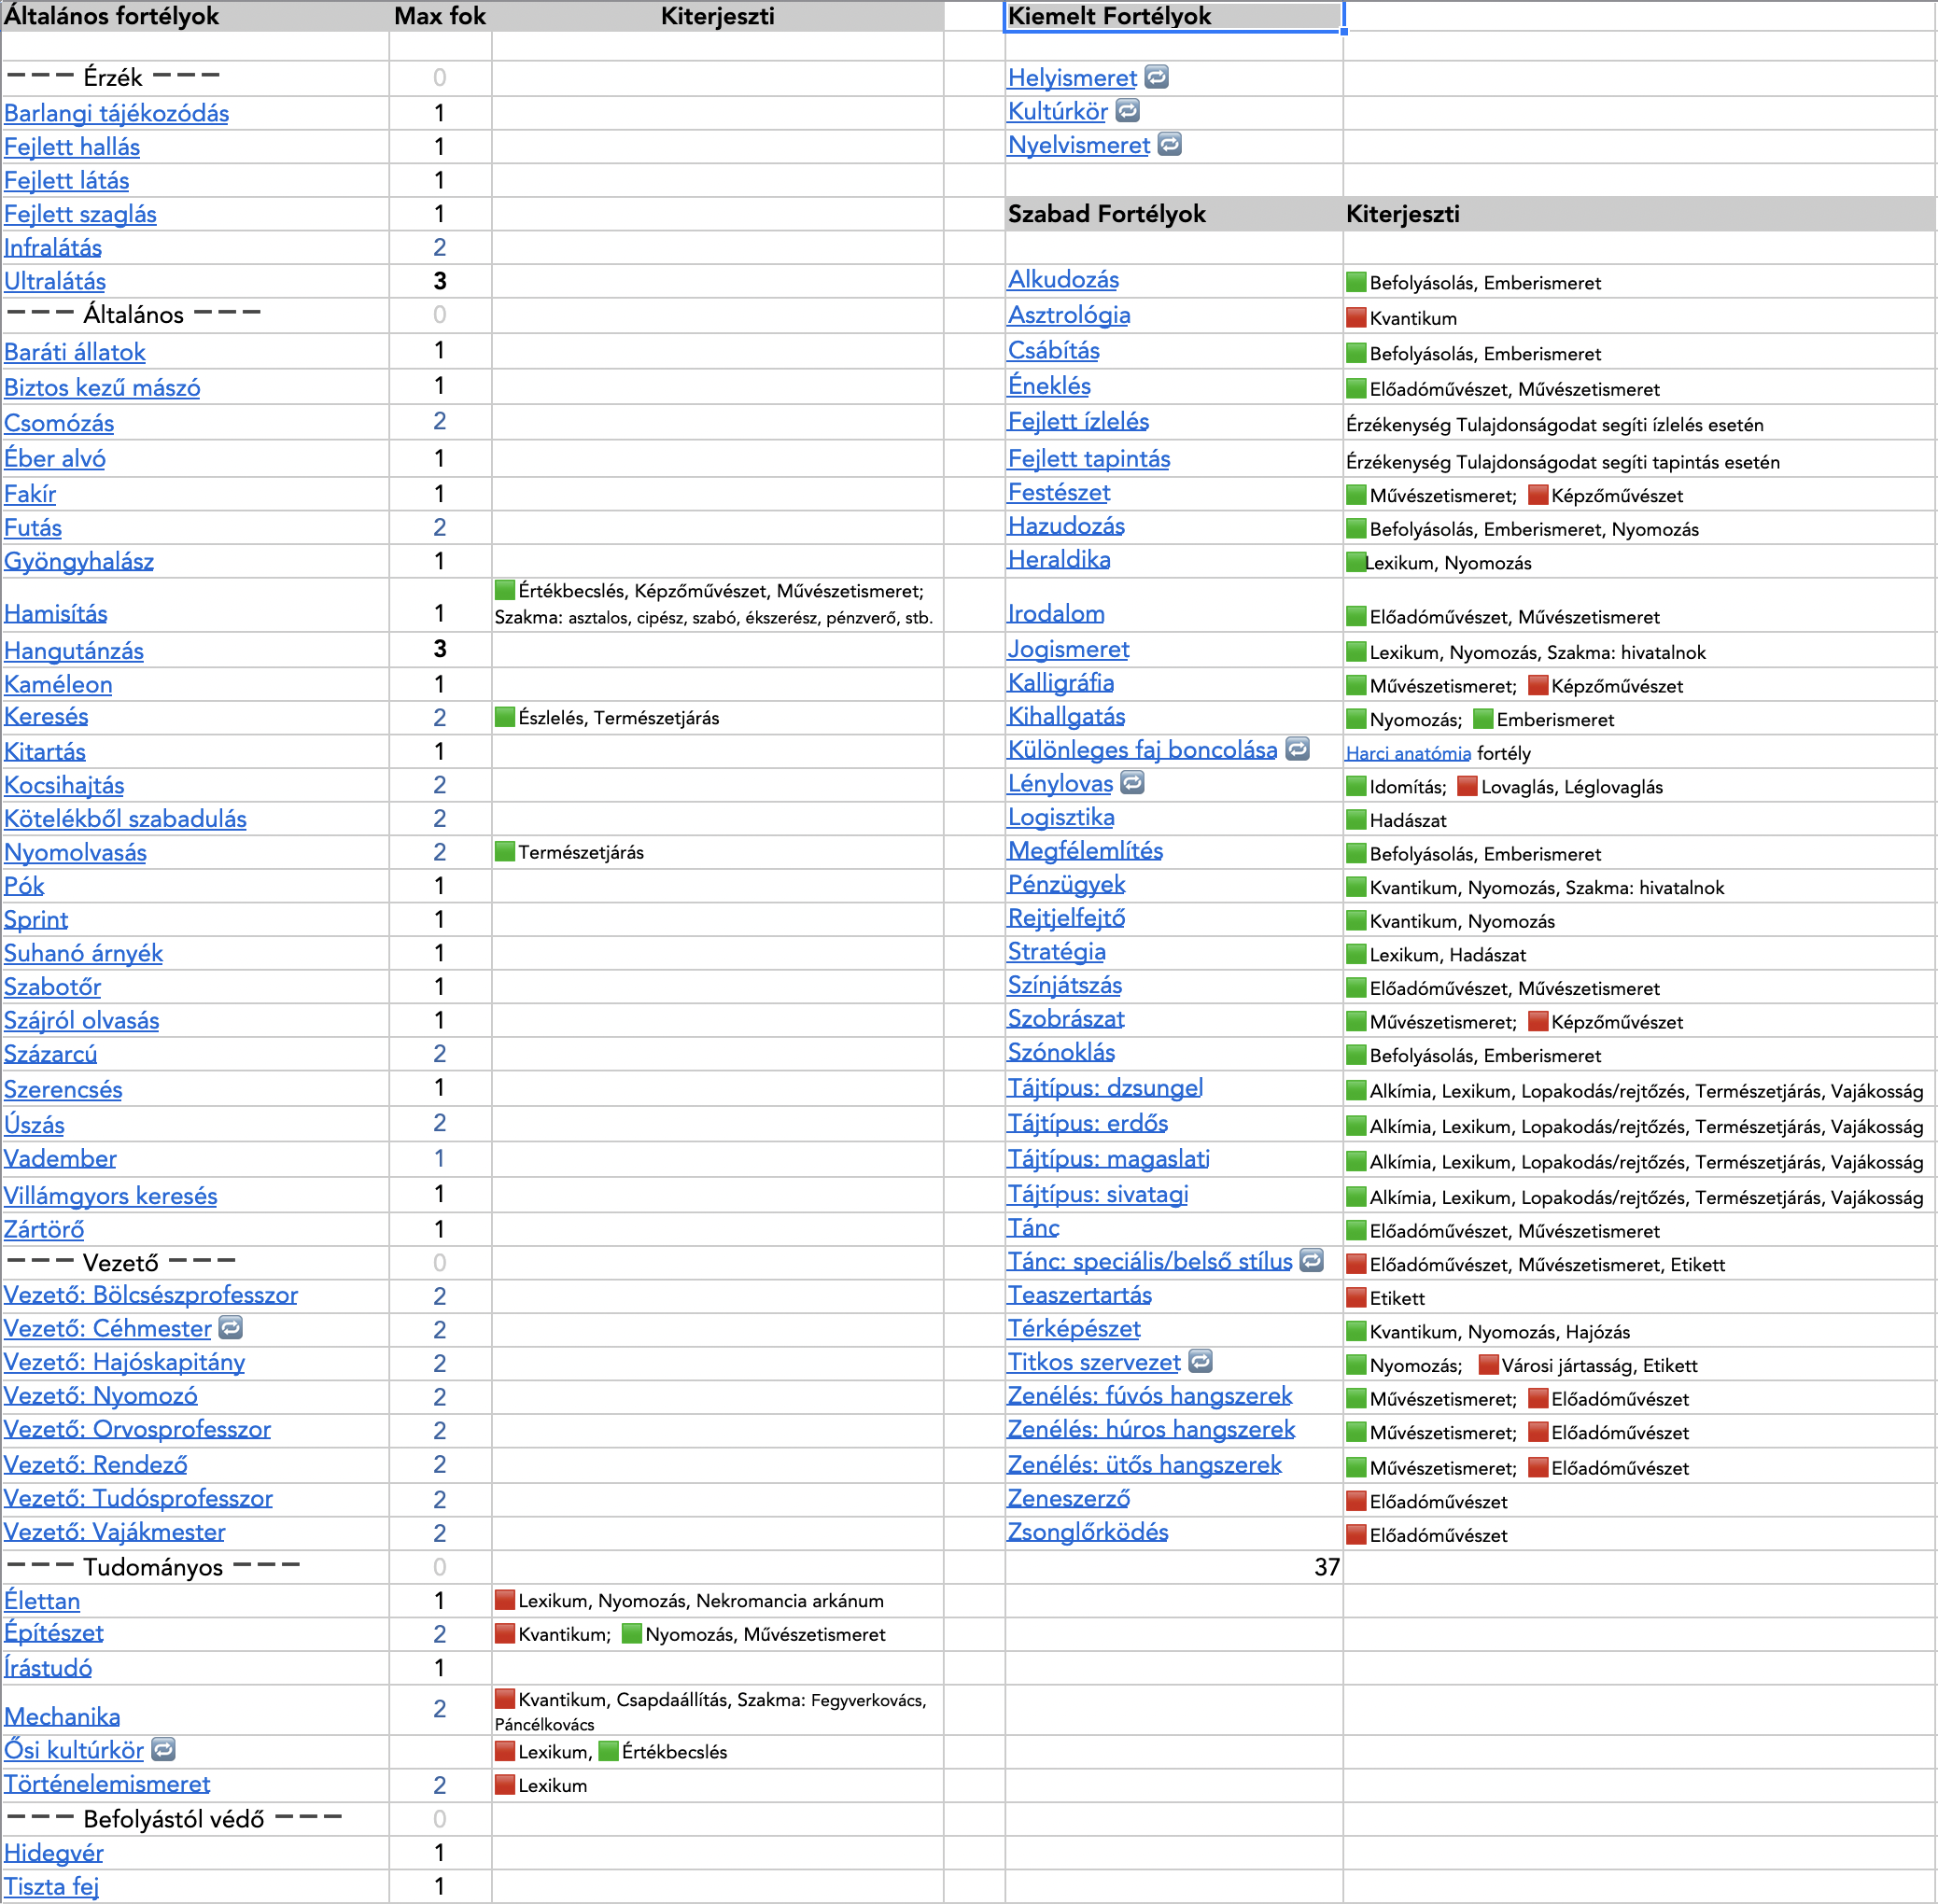 Általános fortélyok Max fok Kiterjeszti Kiemelt Fortélyok
––– Érzék ––– 0 Helyismeret 🔁
Barlangi tájékozódás 1 Kultúrkör 🔁
Fejlett hallás 1 Nyelvismeret 🔁
Fejlett látás 1
Fejlett szaglás 1 Szabad Fortélyok Kiterjeszti
Infralátás 2
Ultralátás 3 Alkudozás 🟩Befolyásolás, Emberismeret
––– Általános ––– 0 Asztrológia 🟥Kvantikum
Baráti állatok 1 Csábítás 🟩Befolyásolás, Emberismeret
Biztos kezű mászó 1 Éneklés 🟩Előadóművészet, Művészetismeret
Csomózás 2 Fejlett ízlelés Érzékenység Tulajdonságodat segíti ízlelés esetén
Éber alvó 1 Fejlett tapintás Érzékenység Tulajdonságodat segíti tapintás esetén
Fakír 1 Festészet 🟩Művészetismeret; 🟥Képzőművészet
Futás 2 Hazudozás 🟩Befolyásolás, Emberismeret, Nyomozás
Gyöngyhalász 1 Heraldika 🟩Lexikum, Nyomozás
🟩Értékbecslés, Képzőművészet, Művészetismeret;
Hamisítás 1 Szakma: asztalos, cipész, szabó, ékszerész, pénzverő, stb. Irodalom 🟩Előadóművészet, Művészetismeret
Hangutánzás 3 Jogismeret 🟩Lexikum, Nyomozás, Szakma: hivatalnok
Kaméleon 1 Kalligráfia 🟩Művészetismeret; 🟥Képzőművészet
Keresés 2 🟩Észlelés, Természetjárás Kihallgatás 🟩Nyomozás; 🟩Emberismeret
Kitartás 1 Különleges faj boncolása 🔁 Harci anatómia fortély
Kocsihajtás 2 Lénylovas 🔁 🟩Idomítás; 🟥Lovaglás, Léglovaglás
Kötelékből szabadulás 2 Logisztika 🟩Hadászat
Nyomolvasás 2 🟩Természetjárás Megfélemlítés 🟩Befolyásolás, Emberismeret
Pók 1 Pénzügyek 🟩Kvantikum, Nyomozás, Szakma: hivatalnok
Sprint 1 Rejtjelfejtő 🟩Kvantikum, Nyomozás
Suhanó árnyék 1 Stratégia 🟩Lexikum, Hadászat
Szabotőr 1 Színjátszás 🟩Előadóművészet, Művészetismeret
Szájról olvasás 1 Szobrászat 🟩Művészetismeret; 🟥Képzőművészet
Százarcú 2 Szónoklás 🟩Befolyásolás, Emberismeret
Szerencsés 1 Tájtípus: dzsungel 🟩Alkímia, Lexikum, Lopakodás/rejtőzés, Természetjárás, Vajákosság
Úszás 2 Tájtípus: erdős 🟩Alkímia, Lexikum, Lopakodás/rejtőzés, Természetjárás, Vajákosság
Vadember 1 Tájtípus: magaslati 🟩Alkímia, Lexikum, Lopakodás/rejtőzés, Természetjárás, Vajákosság
Villámgyors keresés 1 Tájtípus: sivatagi 🟩Alkímia, Lexikum, Lopakodás/rejtőzés, Természetjárás, Vajákosság
Zártörő 1 Tánc 🟩Előadóművészet, Művészetismeret
––– Vezető ––– 0 Tánc: speciális/belső stílus 🔁 🟥Előadóművészet, Művészetismeret, Etikett
Vezető: Bölcsészprofesszor 2 Teaszertartás 🟥Etikett
Vezető: Céhmester 🔁 2 Térképészet 🟩Kvantikum, Nyomozás, Hajózás
Vezető: Hajóskapitány 2 Titkos szervezet 🔁 🟩Nyomozás; 🟥Városi jártasság, Etikett
Vezető: Nyomozó 2 Zenélés: fúvós hangszerek 🟩Művészetismeret; 🟥Előadóművészet
Vezető: Orvosprofesszor 2 Zenélés: húros hangszerek 🟩Művészetismeret; 🟥Előadóművészet
Vezető: Rendező 2 Zenélés: ütős hangszerek 🟩Művészetismeret; 🟥Előadóművészet
Vezető: Tudósprofesszor 2 Zeneszerző 🟥Előadóművészet
Vezető: Vajákmester 2 Zsonglőrködés 🟥Előadóművészet
––– Tudományos ––– 0 37
Élettan 1 🟥Lexikum, Nyomozás, Nekromancia arkánum
Építészet 2 🟥Kvantikum; 🟩Nyomozás, Művészetismeret
Írástudó 1
Mechanika 2 🟥Kvantikum, Csapdaállítás, Szakma: Fegyverkovács,
Páncélkovács
Ősi kultúrkör 🔁 🟥Lexikum, 🟩Értékbecslés
Történelemismeret 2 🟥Lexikum
––– Befolyástól védő ––– 0
Hidegvér 1
Tiszta fej 1